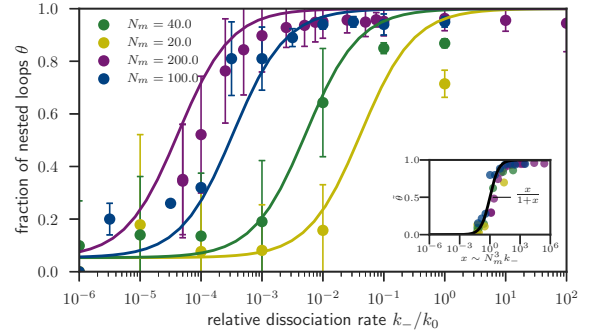 fraction of nested loops θ
1.0
0.8
0.6
0.4
0.2
0.0
N_m = 40.0
N_m = 20.0
N_m = 200.0
N_m = 100.0
10^−6 10^−5 10^−4 10^−3 10^−2 10^−1 10^0 10^1 10^2
relative dissociation rate k_−/k_0
θ̃
1.0
0.5
0.0
x/1+x
10^−6 10^−3 10^0 10^3 10^6
x ∼ N_m^3 k_−